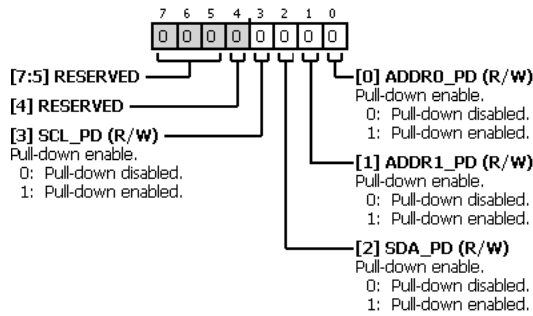 7 6 5 4 3 2 1 0
0 0 0 0 0 0 0 0
[7:5] RESERVED
[4] RESERVED
[3] SCL_PD (R/W)
Pull-down enable.
0: Pull-down disabled.
1: Pull-down enabled.
[0] ADDR0_PD (R/W)
Pull-down enable.
0: Pull-down disabled.
1: Pull-down enabled.
[1] ADDR1_PD (R/W)
Pull-down enable.
0: Pull-down disabled.
1: Pull-down enabled.
[2] SDA_PD (R/W)
Pull-down enable.
0: Pull-down disabled.
1: Pull-down enabled.